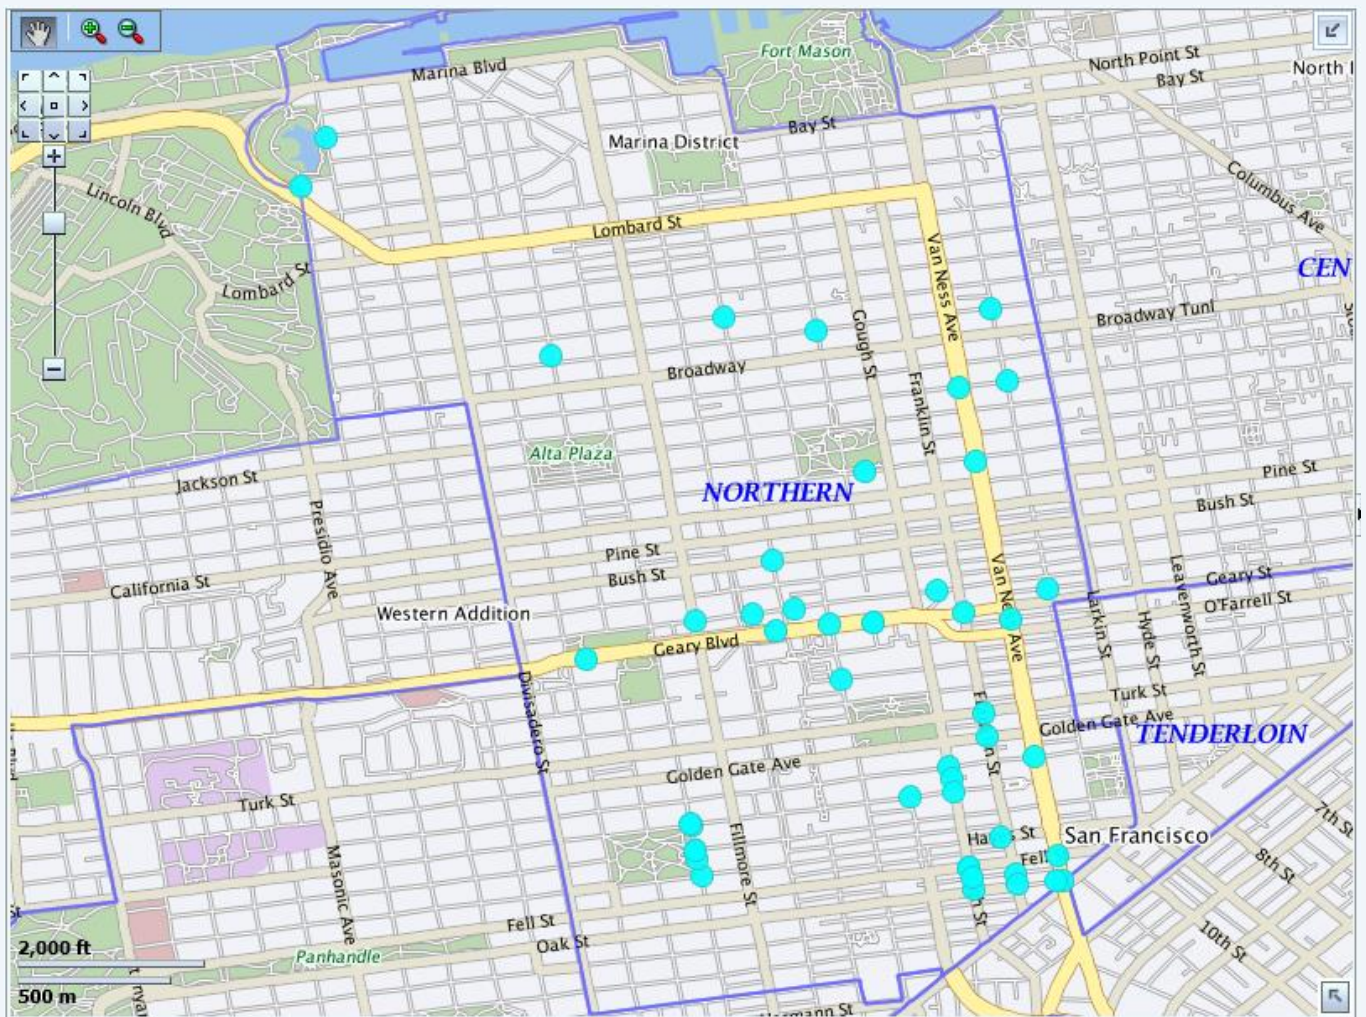 Fort Mason
North Point St
Marina Blvd
Bay St
Bay St
Marina District
Columbus Ave
Lincoln Blvd
Lombard St
Van Ness Ave
CEN
Lombard St
Broadway Tunl
Gough St
Broadway
Franklin St
Alta Plaza
Jackson St
NORTHERN
Pine St
Bush St
Presidio Ave
Pine St
Bush St
California St
Leavenworth St
Geary St
O'Farrell St
Western Addition
Larkin St
Hyde St
Geary Blvd
Ave
Divisadero St
Turk St
Golden Gate Ave
TENDERLOIN
Golden Gate Ave
Turk St
7th St
San Francisco
Fillmore St
Masonic Ave
Fell
8th St
Fell St
Oak St
10th St
2,000 ft
Panhandle
500 m
Hermann St